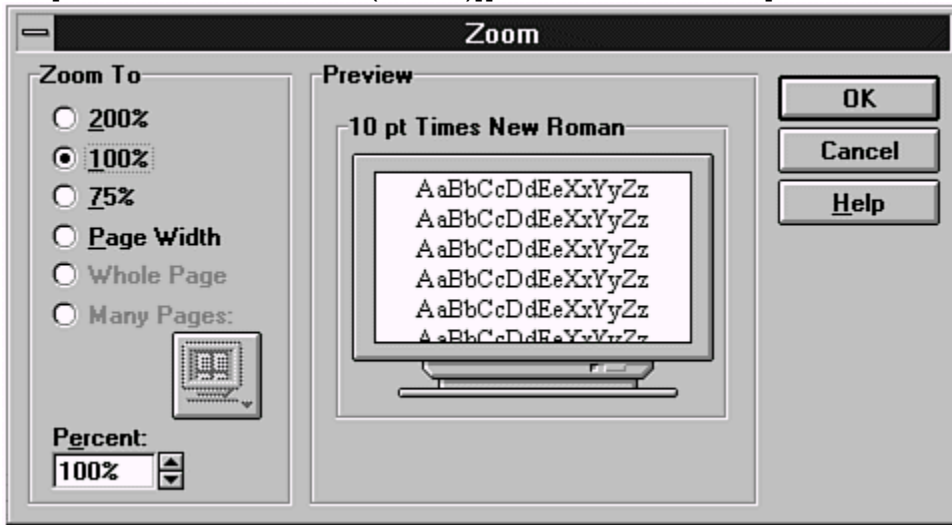 Zoom
Zoom To
200%
100%
75%
Page Width
Whole Page
Many Pages:
Percent:
100%
Preview
10 pt Times New Roman
AaBbCcDdEeXxYyZz
AaBbCcDdEeXxYyZz
AaBbCcDdEeXxYyZz
AaBbCcDdEeXxYyZz
AaBbCcDdEeXxYyZz
AaBbCcDdEeXxYyZz
OK
Cancel
Help